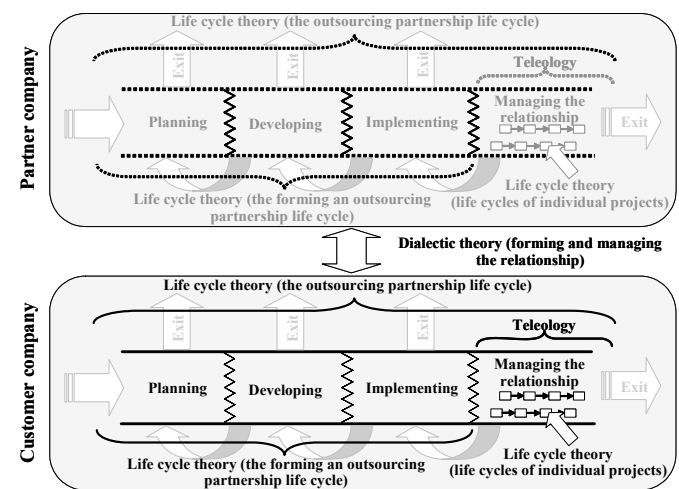 Partner company
Life cycle theory (the outsourcing partnership life cycle)
Exit
Exit
Exit
Teleology
Planning
Developing
Implementing
Managing the
relationship
Exit
Life cycle theory (the forming an outsourcing
partnership life cycle)
Life cycle theory
(life cycles of individual projects)
Dialectic theory (forming and managing
the relationship)
Customer company
Life cycle theory (the outsourcing partnership life cycle)
Exit
Exit
Exit
Teleology
Planning
Developing
Implementing
Managing the
relationship
Exit
Life cycle theory (the forming an outsourcing
partnership life cycle)
Life cycle theory
(life cycles of individual projects)